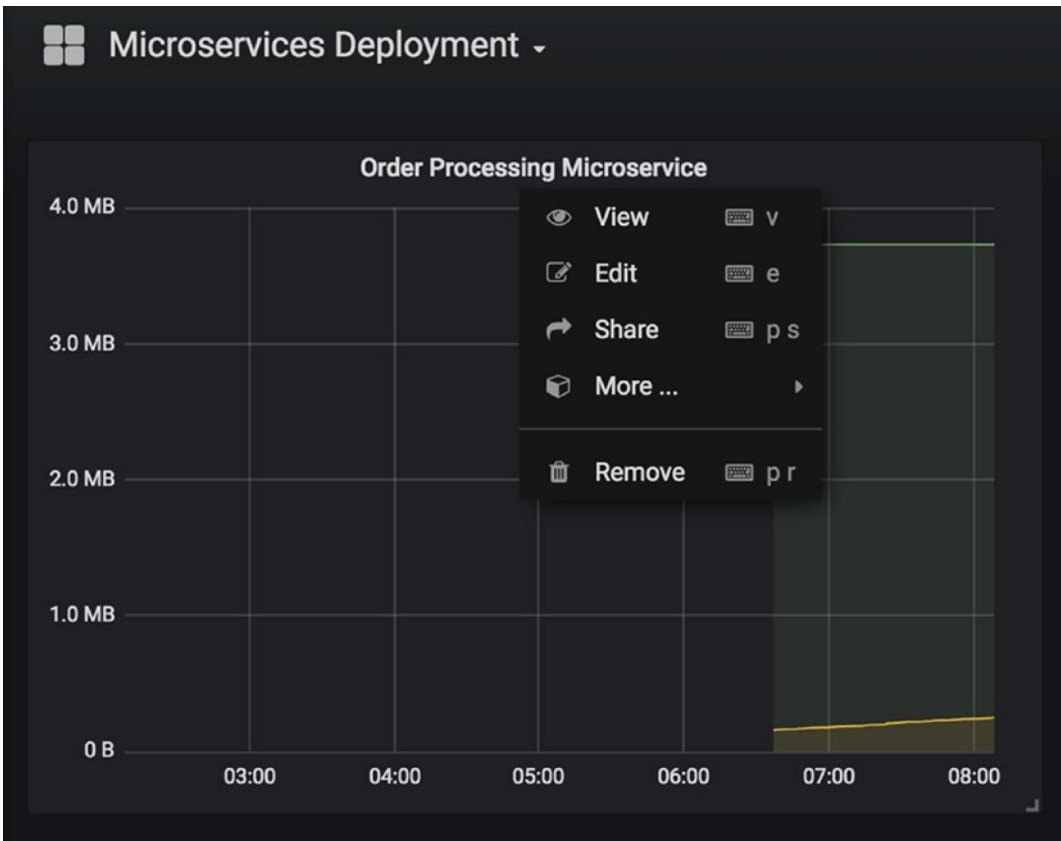 Microservices Deployment
Order Processing Microservice
4.0 MB
3.0 MB
2.0 MB
1.0 MB
0 B
View v
Edit e
Share p s
More ...
Remove p r
03:00 04:00 05:00 06:00 07:00 08:00